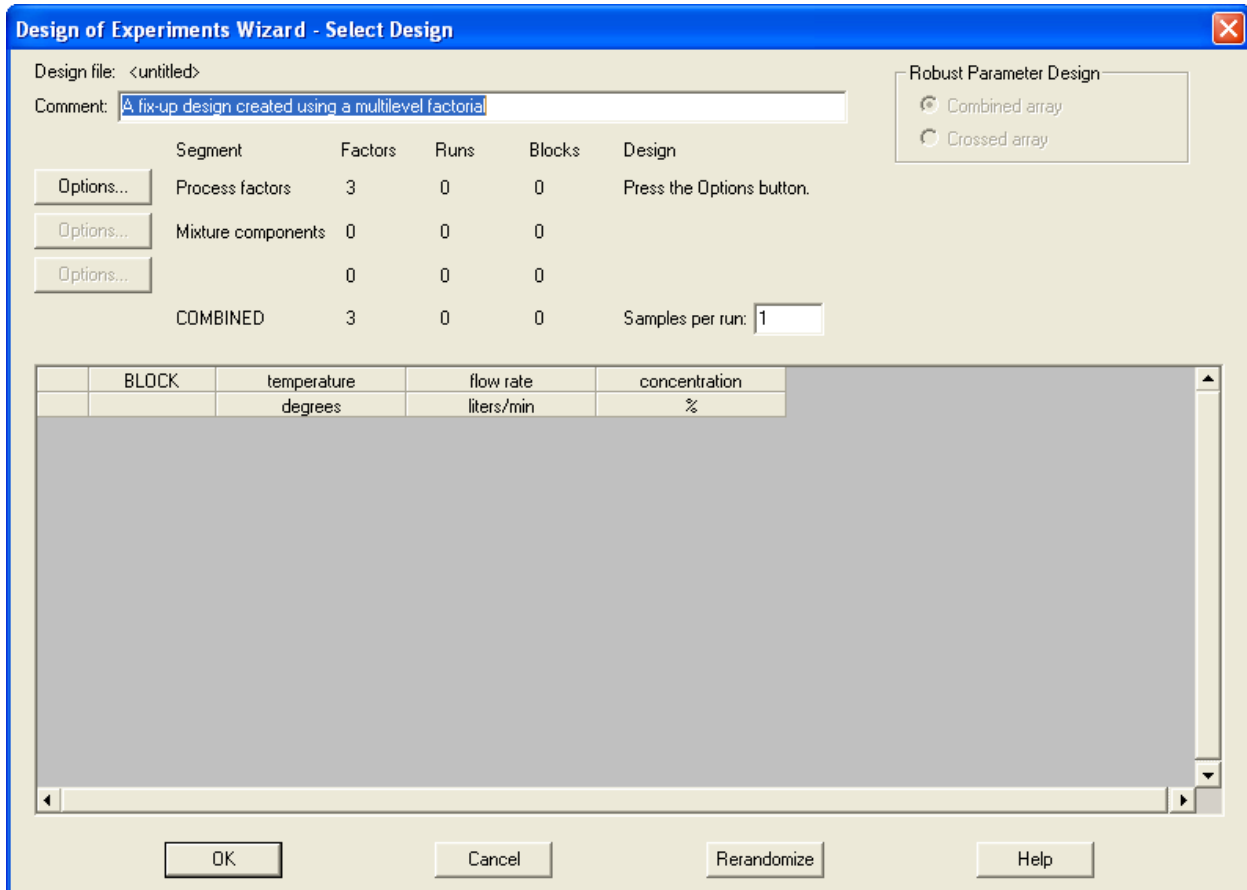 Design of Experiments Wizard - Select Design
Design file: <untitled>
Robust Parameter Design
Comment: A fix-up design created using a multilevel factorial
Combined array
Crossed array
Segment Factors Runs Blocks Design
Options... Process factors 3 0 0 Press the Options button.
Options... Mixture components 0 0 0
Options... 0 0 0
COMBINED 3 0 0 Samples per run: 1
BLOCK temperature flow rate concentration
degrees liters/min %
OK Cancel Rerandomize Help